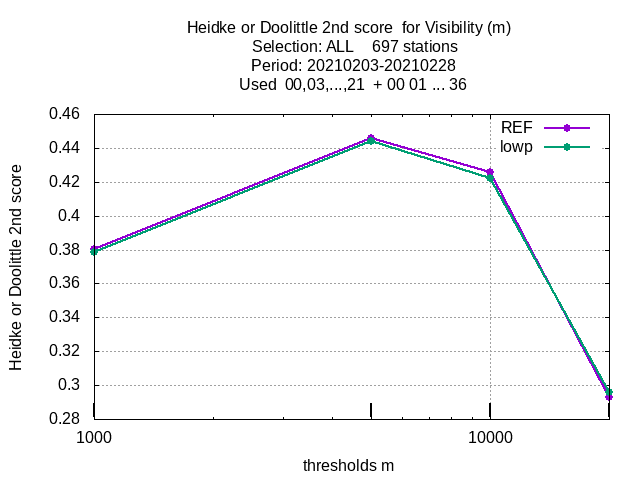 Heidke or Doolittle 2nd score  for Visibility (m)
Selection: ALL    697 stations
Period: 20210203-20210228
Used  00,03,...,21  + 00 01 ... 36
0.46
0.44
0.42
0.4
0.38
0.36
0.34
0.32
0.3
0.28
Heidke or Doolittle 2nd score
REF
lowp
1000
10000
thresholds m